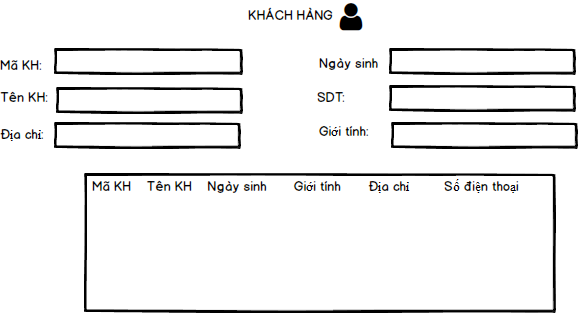 KHÁCH HÀNG
Mã KH:
Ngày sinh
Tên KH:
SDT:
Địa chỉ:
Giới tính:
Mã KH Tên KH Ngày sinh Giới tính Địa chỉ Số điện thoại